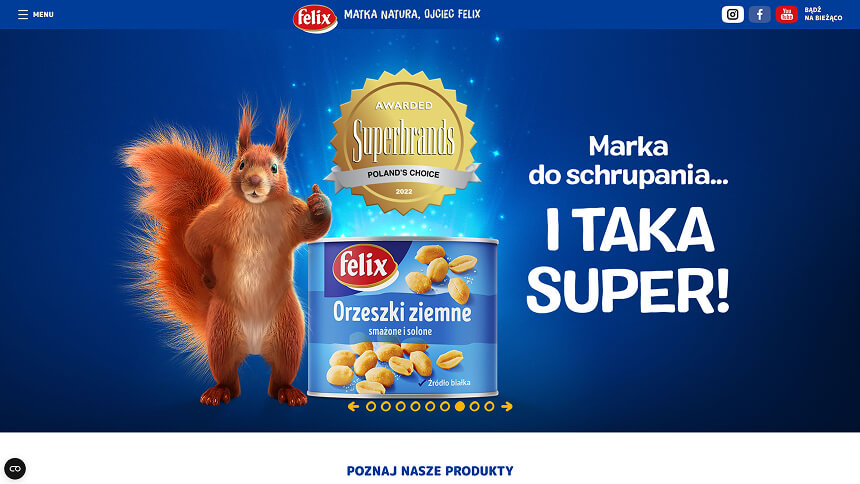 MENU
felix
MATKA NATURA, OJCIEC FELIX
You
Tube
BĄDŹ
NA BIEŻĄCO
AWARDED
Superbrands
POLAND'S CHOICE
2022
Marka
do schrupania...
I TAKA
SUPER!
felix
Orzeszki ziemne
smażone i solone
Źródło białka
POZNAJ NASZE PRODUKTY